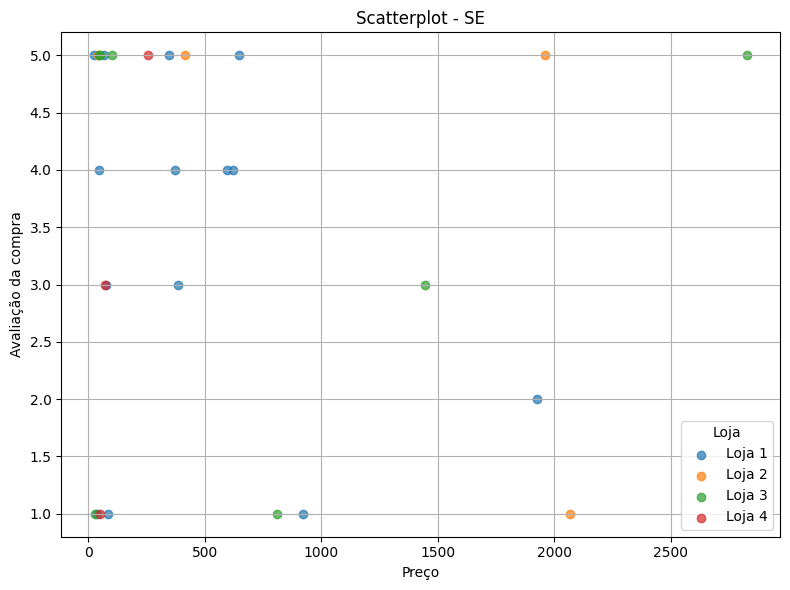 Scatterplot - SE
5.0
4.5
4.0
3.5
3.0
2.5
2.0
1.5
1.0
Avaliação da compra
0
500
1000
1500
2000
2500
Preço
Loja
Loja 1
Loja 2
Loja 3
Loja 4